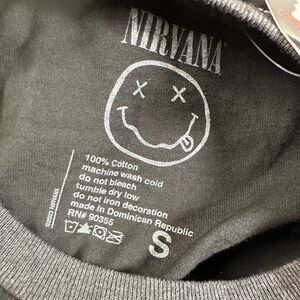 NIRVANA
100% Cotton
machine wash cold
do not bleach
tumble dry low
do not iron decoration
made in Dominican Republic
RN# 90355
S